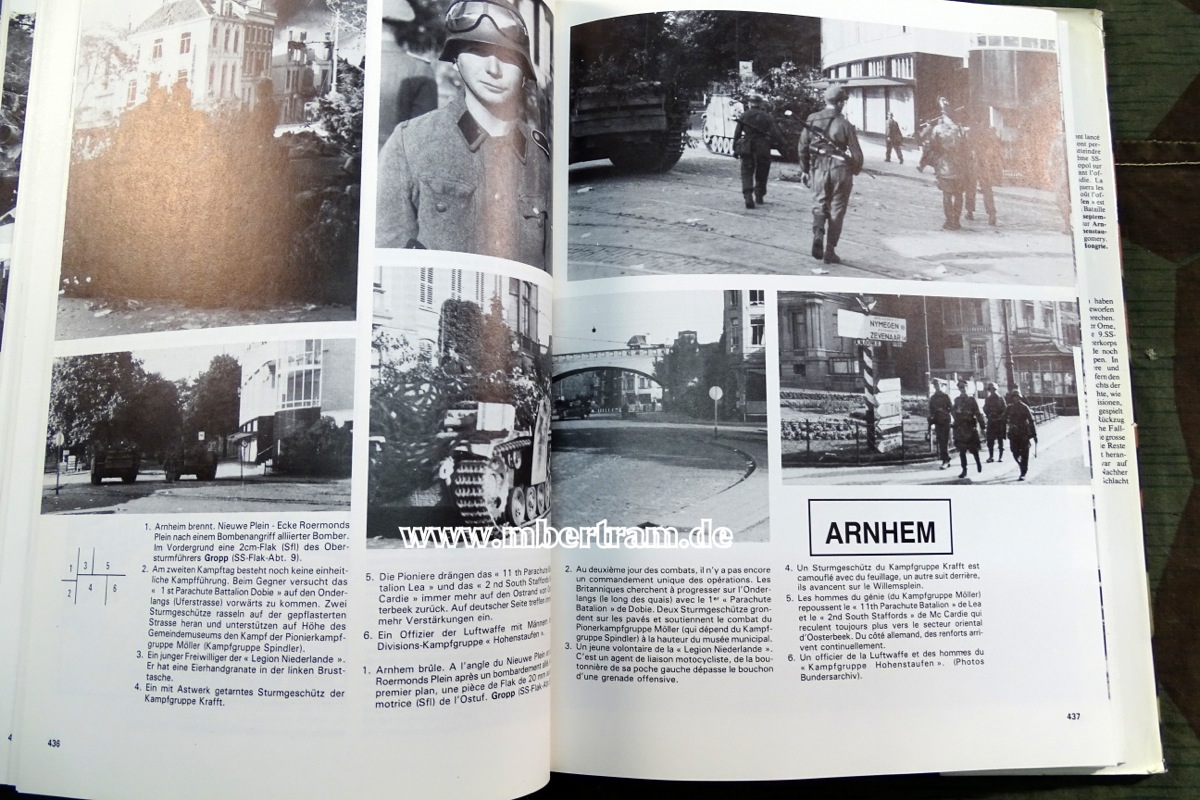 NYMEGEN
ZEVENAAR
www.mbertram.de
1 3 5
2 4 6
1. Arnheim brennt. Nieuwe Plein - Ecke Roermonds
Plein nach einem Bombenangriff alliierter Bomber.
Im Vordergrund eine 2cm-Flak (Sfl) des Ober-
sturmführers Gropp (SS-Flak-Abt. 9).
2. Am zweiten Kampftag besteht noch keine einheit-
liche Kampfführung. Beim Gegner versucht das
« 1 st Parachute Battalion Dobie » auf den Onder-
langs (Uferstrasse) vorwärts zu kommen. Zwei
Sturmgeschütze rasseln auf der gepflasterten
Strasse heran und unterstützen auf Höhe des
Gemeindemuseums den Kampf der Pionierkampf-
gruppe Möller (Kampfgruppe Spindler).
3. Ein junger Freiwilliger der « Legion Niederlande ».
Er hat eine Eierhandgranate in der linken Brust-
tasche.
4. Ein mit Astwerk getarntes Sturmgeschütz der
Kampfgruppe Krafft.
436
5. Die Pioniere drängen das « 11 th Parachute
talion Lea » und das « 2 nd South Staffords
Cardie » immer mehr auf den Ostrand von
terbeek zurück. Auf deutscher Seite treffen
mehr Verstärkungen ein.
6. Ein Offizier der Luftwaffe mit Männern
Divisions-Kampfgruppe « Hohenstaufen ».
1. Arnhem brûle. A l'angle du Nieuwe Plein
Roermonds Plein après un bombardement
premier plan, une pièce de Flak de 20 mm
motrice (Sfl) de l'Ostuf. Gropp (SS-Flak
2. Au deuxième jour des combats, il n'y a pas encore
un commandement unique des opérations. Les
Britanniques cherchent à progresser sur l'Onder-
langs (le long des quais) avec le 1er « Parachute
Batalion » de Dobie. Deux Sturmgeschütze gron-
dent sur les pavés et soutiennent le combat du
Pionerkampfgruppe Möller (qui dépend du Kampf-
gruppe Spindler) à la hauteur du musée municipal.
3. Un jeune volontaire de la « Legion Niederlande ».
C'est un agent de liaison motocycliste, de la bou-
tonnière de sa poche gauche dépasse le bouchon
d'une grenade offensive.
ARNHEM
4. Un Sturmgeschütz du Kampfgruppe Krafft est
camouflé avec du feuillage, un autre suit derrière,
ils avancent sur le Willemsplein.
5. Les hommes du génie (du Kampfgruppe Möller)
repoussent le « 11th Parachute Batalion » de Lea
et le « 2nd South Staffords » de Mc Cardie qui
reculent toujours plus vers le secteur oriental
d'Oosterbeek. Du côté allemand, des renforts arri-
vent continuellement.
6. Un officier de la Luftwaffe et des hommes du
« Kampfgruppe Hohenstaufen ». (Photos
Bundersarchiv).
437